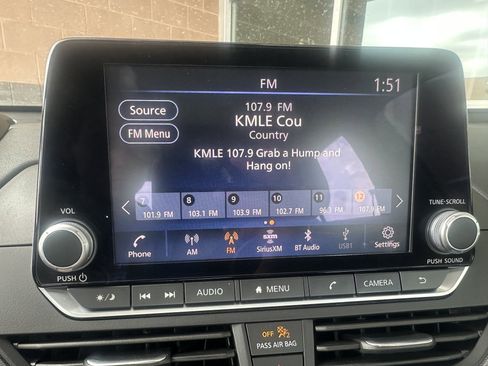 FM
1:51
Source
107.9 FM
KMLE Cou
FM Menu
Country
KMLE 107.9 Grab a Hump and
Hang on!
7 8 9 10 11 12
101.9 FM 103.1 FM 103.9 FM 102.7 FM 96.9 FM 107.9 FM
VOL
TUNE-SCROLL
sxm
Phone AM FM SiriusXM BT Audio USB1 Settings
PUSH
PUSH SOUND
AUDIO MENU CAMERA
OFF 2
PASS AIR BAG